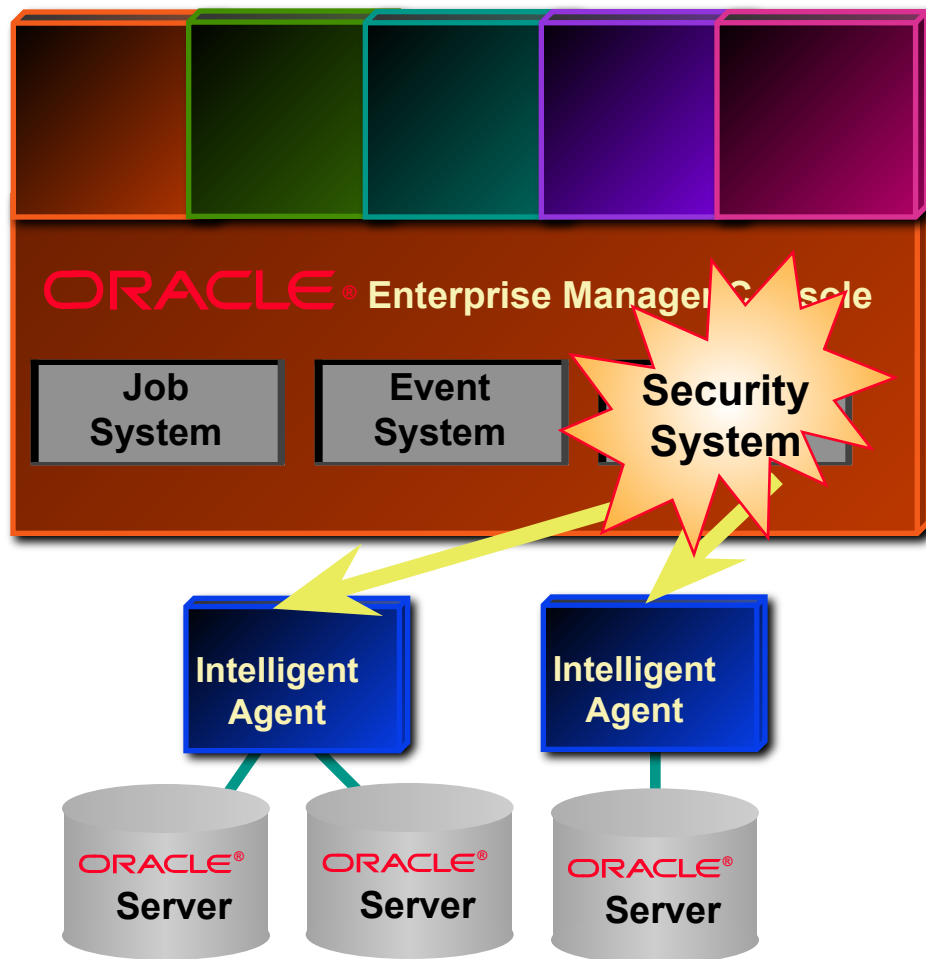 ORACLE® Enterprise Manager Console
Job
System
Event
System
Security
System
Intelligent
Agent
Intelligent
Agent
ORACLE®
Server
ORACLE®
Server
ORACLE®
Server